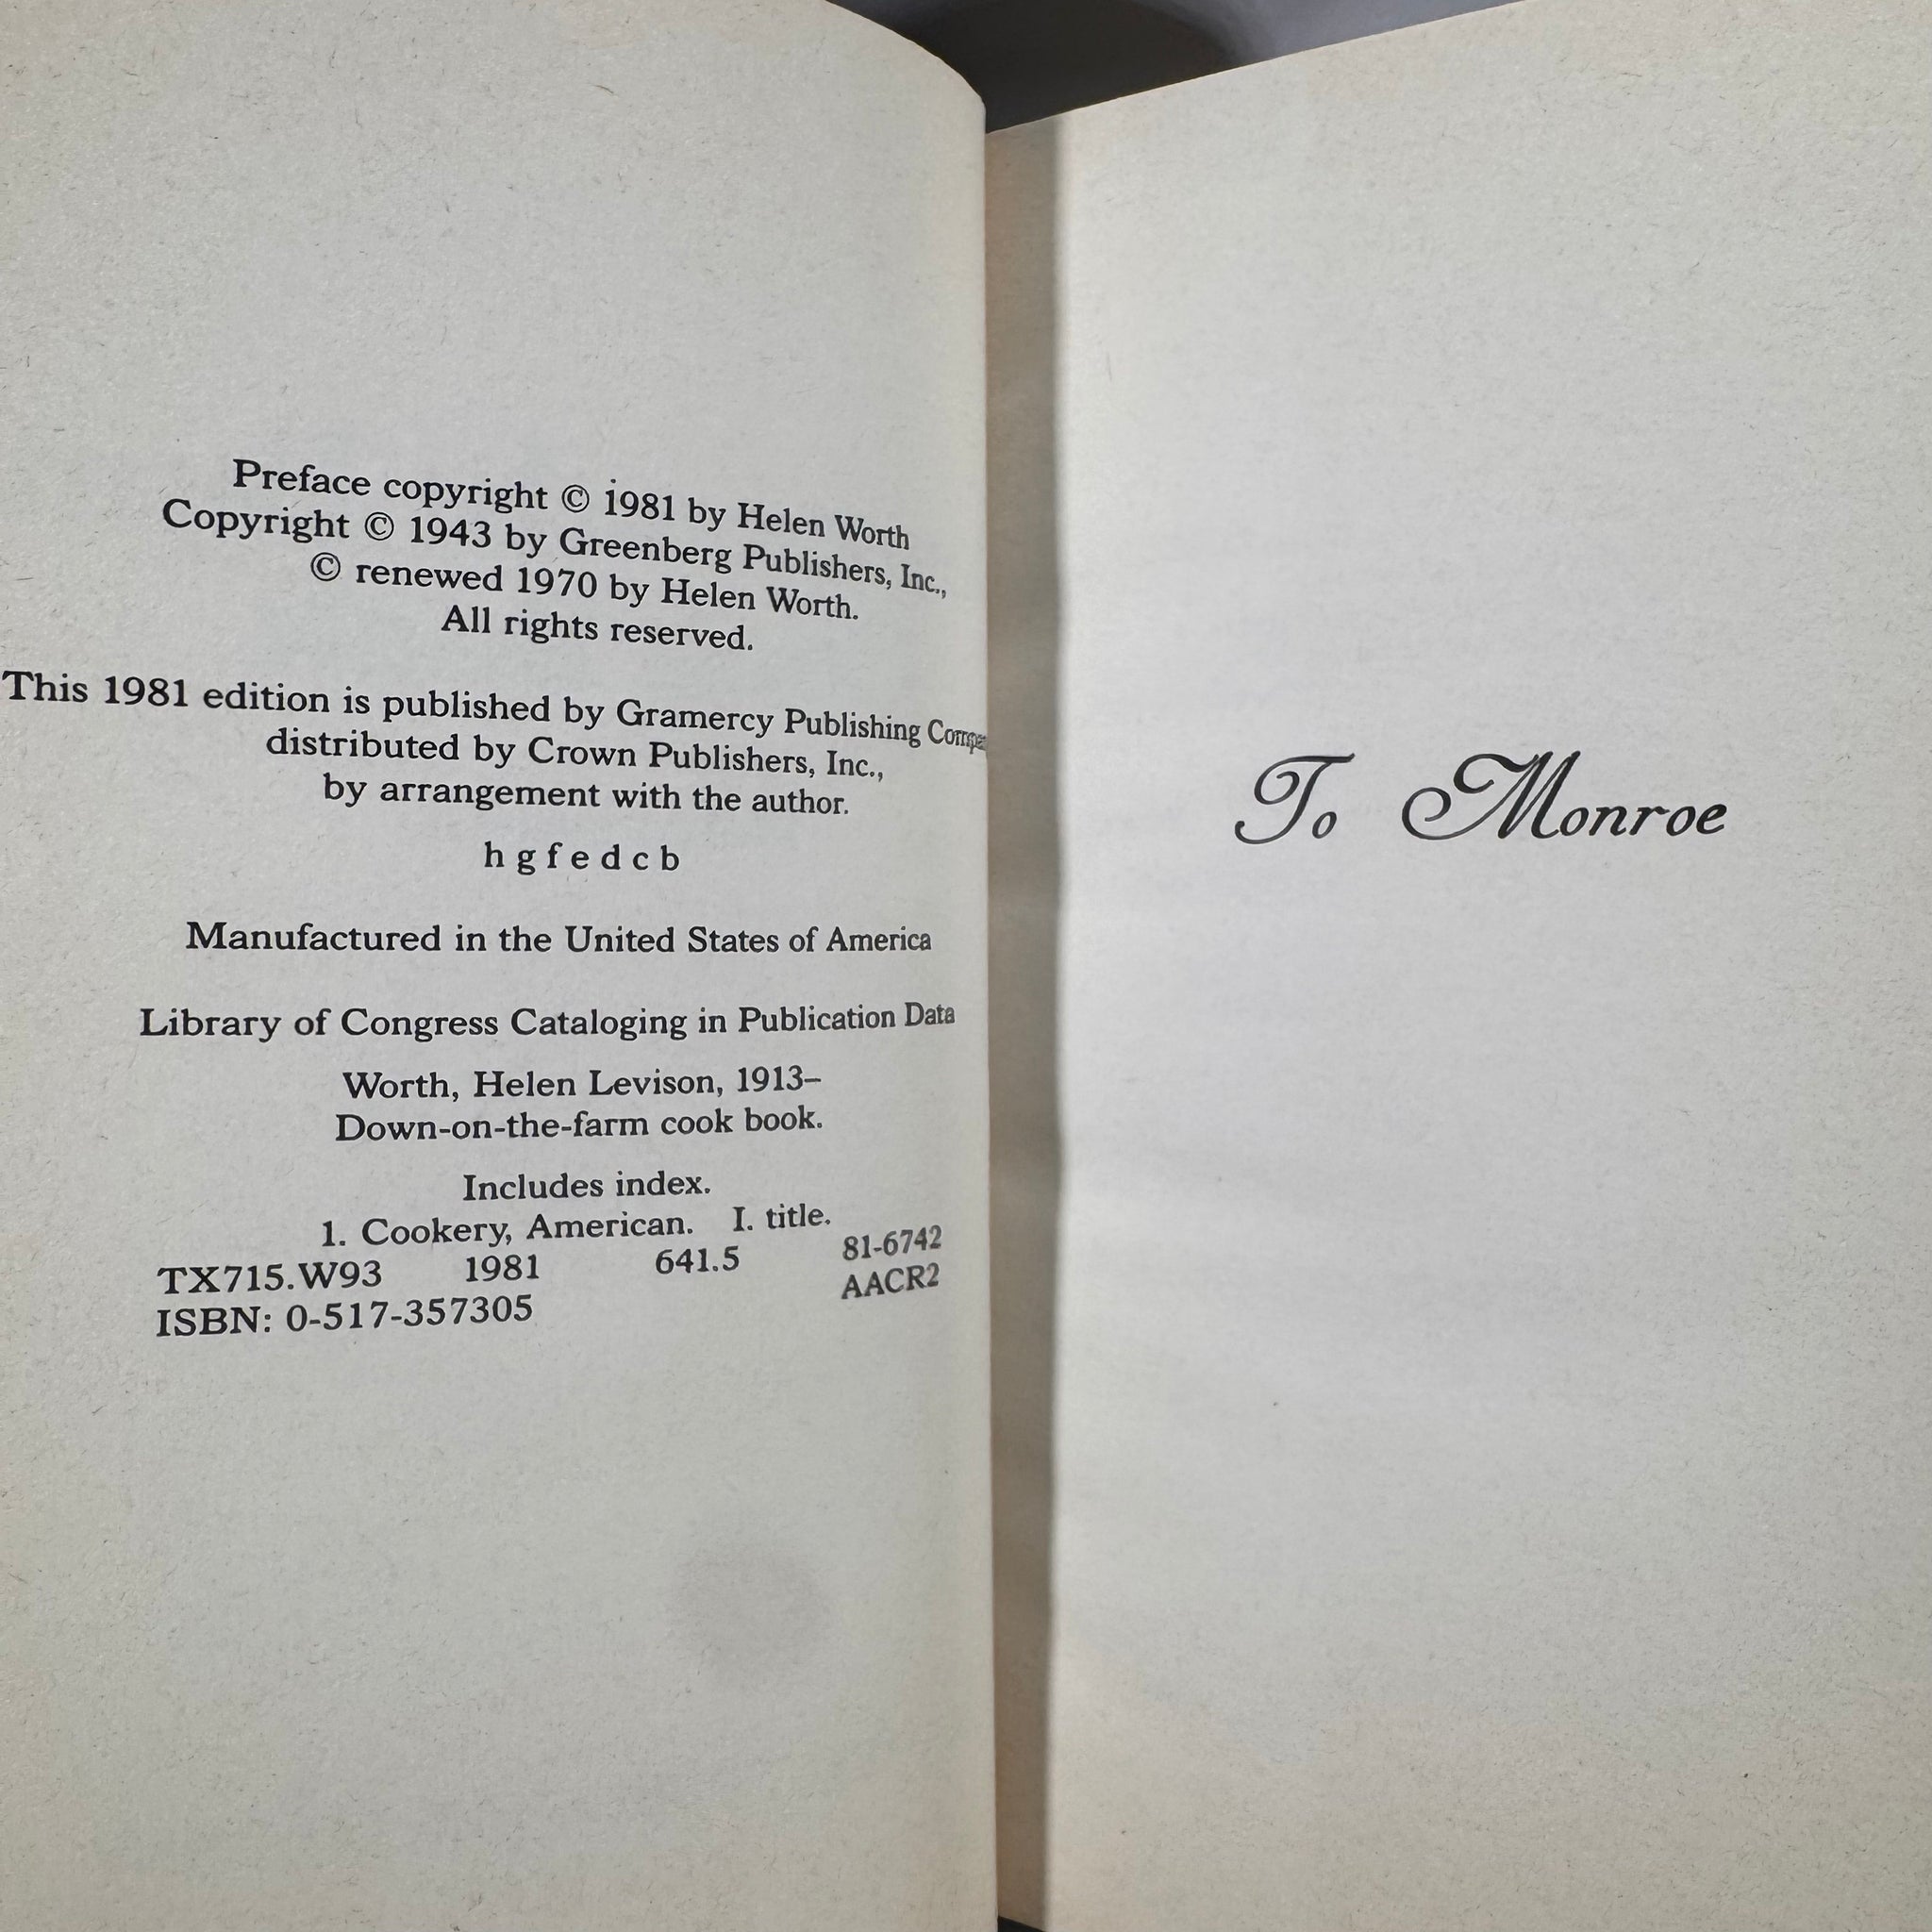 Preface copyright © 1981 by Helen Worth
Copyright © 1943 by Greenberg Publishers, Inc.,
© renewed 1970 by Helen Worth.
All rights reserved.
This 1981 edition is published by Gramercy Publishing
distributed by Crown Publishers, Inc.,
by arrangement with the author.
h g f e d c b
Manufactured in the United States of America
Library of Congress Cataloging in Publication Data
Worth, Helen Levison, 1913–
Down-on-the-farm cook book.
Includes index.
1. Cookery, American. I. title.
TX715.W93 1981 641.5 81-6742
ISBN: 0-517-357305 AACR2
To Monroe